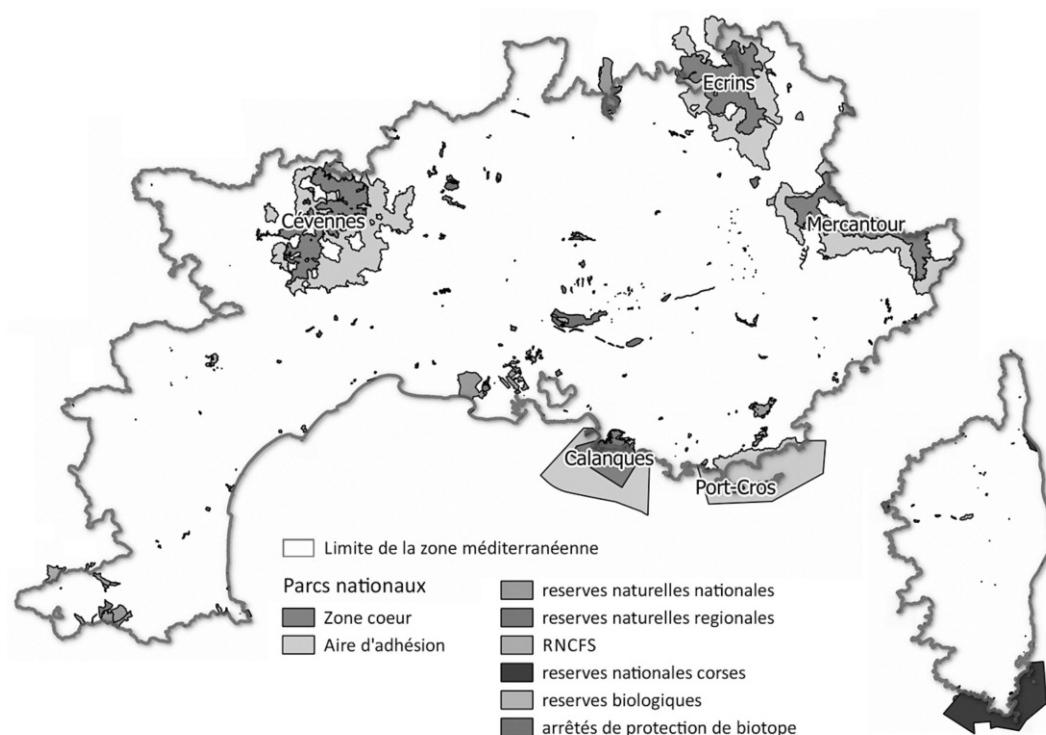 Ecrins
Cévennes
Mercantour
Calanques
Port-Cros
Limite de la zone méditerranéenne
Parcs nationaux
Zone coeur
Aire d'adhésion
reserves naturelles nationales
reserves naturelles regionales
RNCFS
reserves nationales corses
reserves biologiques
arrêtés de protection de biotope